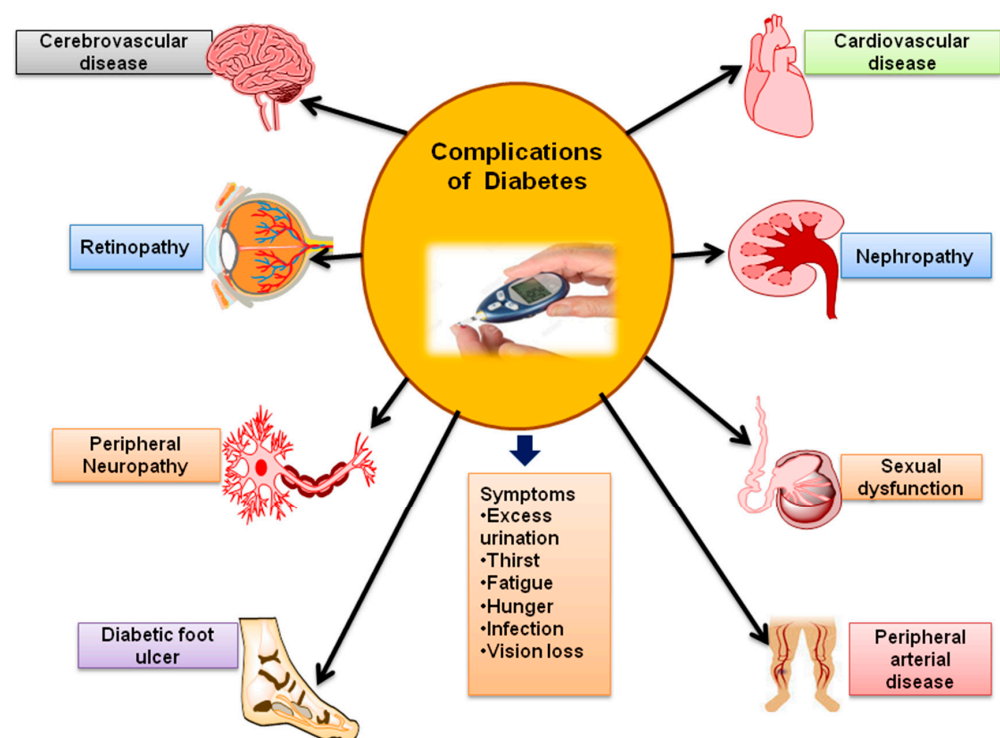 Cerebrovascular
disease
Cardiovascular
disease
Complications
of Diabetes
Retinopathy
Nephropathy
Peripheral
Neuropathy
Sexual
dysfunction
Symptoms
•Excess
urination
•Thirst
•Fatigue
•Hunger
•Infection
•Vision loss
Diabetic foot
ulcer
Peripheral
arterial
disease